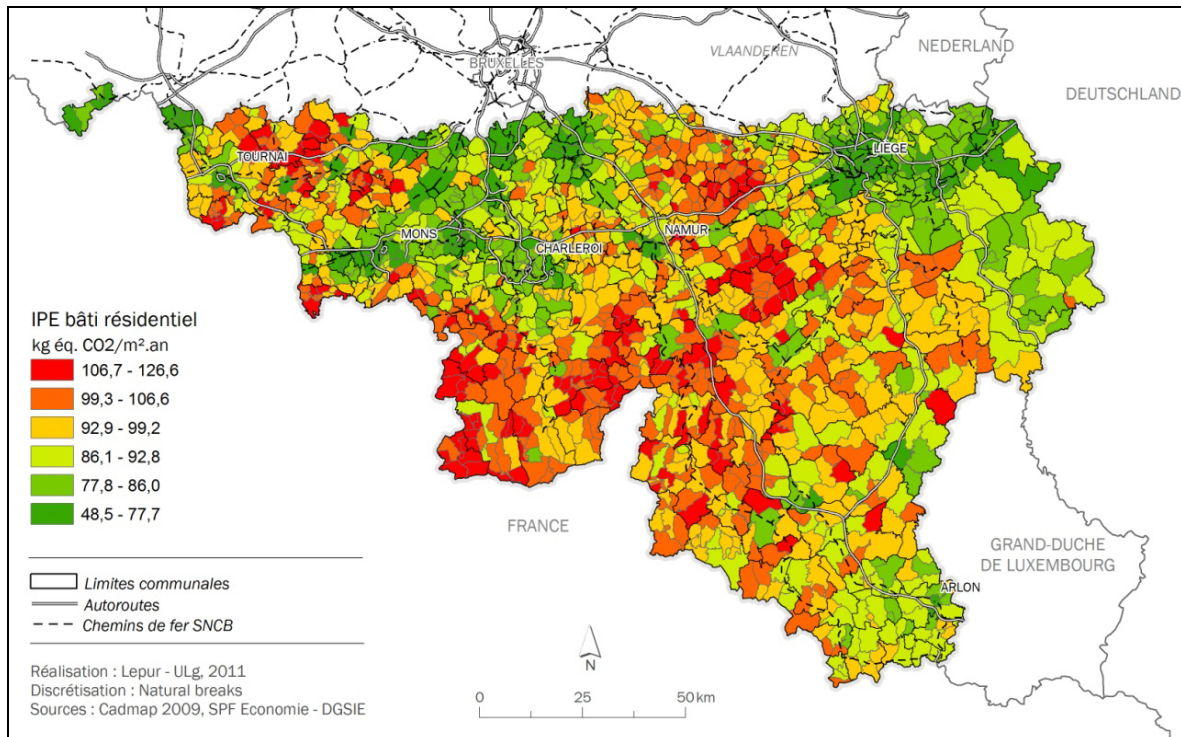 NEDERLAND
VLAANDEREN
BRUXELLES
DEUTSCHLAND
LIEGE
TOURNAI
MONS
NAMUR
CHARLEROI
IPE bâti résidentiel
kg éq. CO2/m².an
106,7 - 126,6
99,3 - 106,6
92,9 - 99,2
86,1 - 92,8
77,8 - 86,0
48,5 - 77,7
FRANCE
GRAND-DUCHE
DE LUXEMBOURG
ARLON
Limites communales
Autoroutes
Chemins de fer SNCB
N
Réalisation : Lepur - ULg, 2011
Discrétisation : Natural breaks
Sources : Cadmap 2009, SPF Economie - DGSIE
0 25 50 km